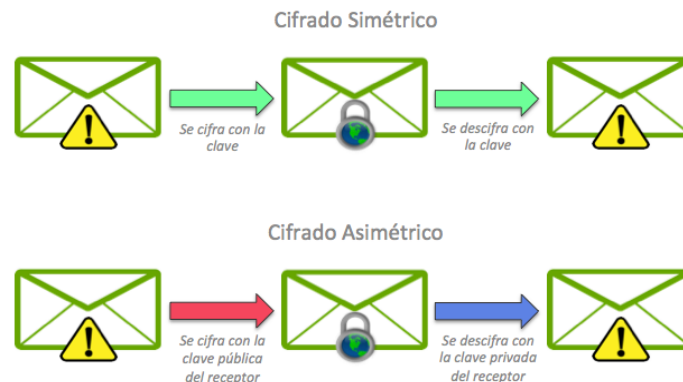 Cifrado Simétrico
Se cifra con la
clave
Se descifra con
la clave
Cifrado Asimétrico
Se cifra con la
clave pública
del receptor
Se descifra con
la clave privada
del receptor